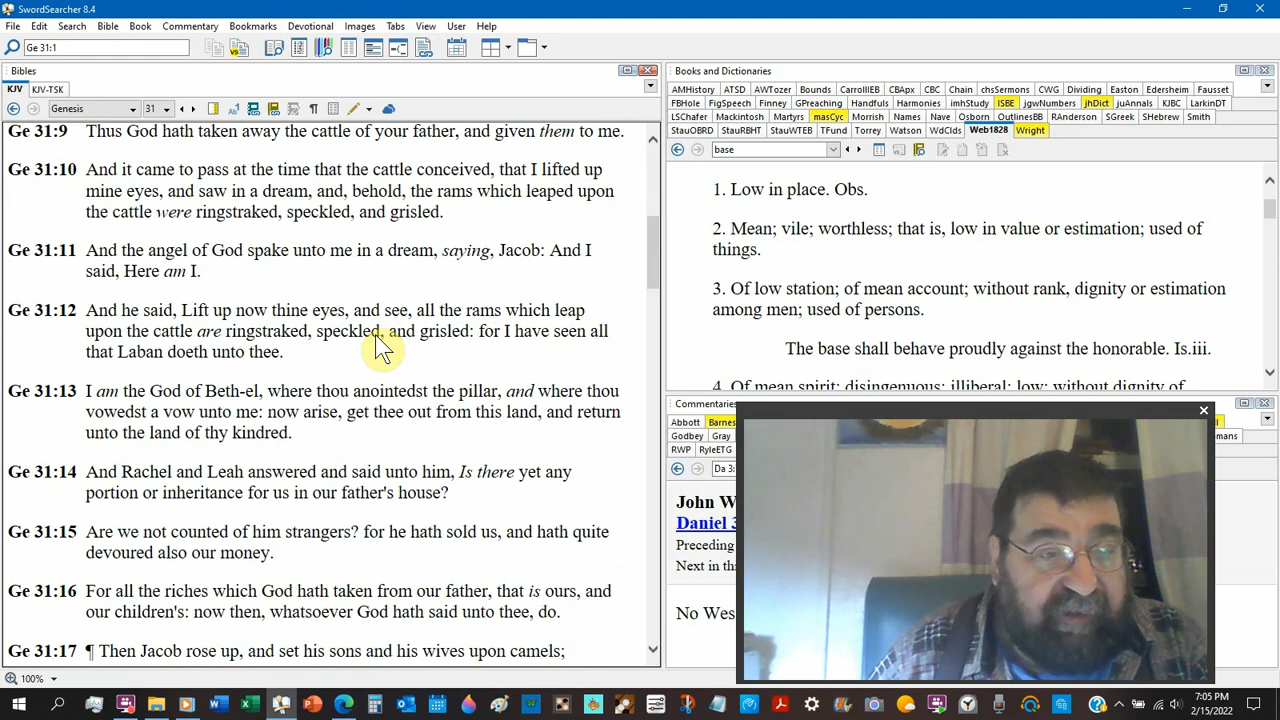 SwordSearcher 8.4
File Edit Search Bible Book Commentary Bookmarks Devotional Images Tabs View User Help
Ge 31:1
Bibles
KJV KJV-TSK
Genesis 31
Ge 31:9 Thus God hath taken away the cattle of your father, and given them to me.
Ge 31:10 And it came to pass at the time that the cattle conceived, that I lifted up
mine eyes, and saw in a dream, and, behold, the rams which leaped upon
the cattle were ringstraked, speckled, and grisled.
Ge 31:11 And the angel of God spake unto me in a dream, saying, Jacob: And I
said, Here am I.
Ge 31:12 And he said, Lift up now thine eyes, and see, all the rams which leap
upon the cattle are ringstraked, speckled, and grisled: for I have seen all
that Laban doeth unto thee.
Ge 31:13 I am the God of Beth-el, where thou anointedst the pillar, and where thou
vowedst a vow unto me: now arise, get thee out from this land, and return
unto the land of thy kindred.
Ge 31:14 And Rachel and Leah answered and said unto him, Is there yet any
portion or inheritance for us in our father's house?
Ge 31:15 Are we not counted of him strangers? for he hath sold us, and hath quite
devoured also our money.
Ge 31:16 For all the riches which God hath taken from our father, that is ours, and
our children's: now then, whatsoever God hath said unto thee, do.
Ge 31:17 ¶ Then Jacob rose up, and set his sons and his wives upon camels;
100%
Books and Dictionaries
AMHistory ATSD AWTozer Bounds CarrollEIB CBApx CBC Chain chsSermons CWG Dividing Easton Edersheim Fausset
FBHole FigSpeech Finney GPreaching Handfuls Harmonies imhStudy ISBE jgwNumbers jhDict juAnnals KJBC LarkinDT
LSChafer Mackintosh Martyrs masCyc Morrish Names Nave Osborn OutlinesBB RAnderson SGreek SHebrew Smith
StauOBRD StauRBHT StauWTEB TFund Torrey Watson WdClds Web1828 Wright
base
1. Low in place. Obs.
2. Mean; vile; worthless; that is, low in value or estimation; used of
things.
3. Of low station; of mean account; without rank, dignity or estimation
among men; used of persons.
The base shall behave proudly against the honorable. Is.iii.
4. Of mean spirit; disingenuous; illiberal; low; without dignity of
Commentaries
Abbott Barnes
Godbey Gray
RWP RyleETG
Da 3:
John W
Daniel 3
Preceding
Next in th
No Wes
7:05 PM
2/15/2022